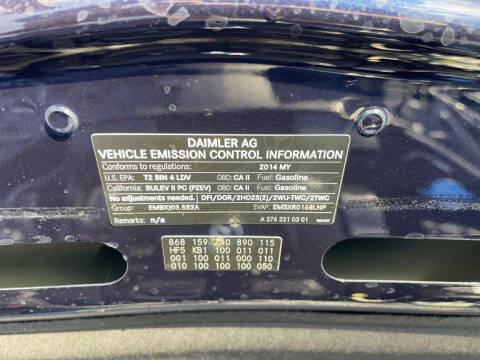 DAIMLER AG
VEHICLE EMISSION CONTROL INFORMATION
Conforms to regulations: 2014 MY
U.S. EPA: T2 BIN 4 LDV OBD: CA II Fuel: Gasoline
California: SULEV II PC (PZEV) OBD: CA II Fuel: Gasoline
No adjustments needed. DFI/DOR/2HO2S(2)/2WU-TWC/2TWC
Group: EMBXJ03.5B2A EVAP: EMBXR0168LNP
Remarks: n/a A 276 221 03 01
868 159 890 115
HF5 KB1 100 011 011
001 100 011 000 110
-010 100 100 100 050